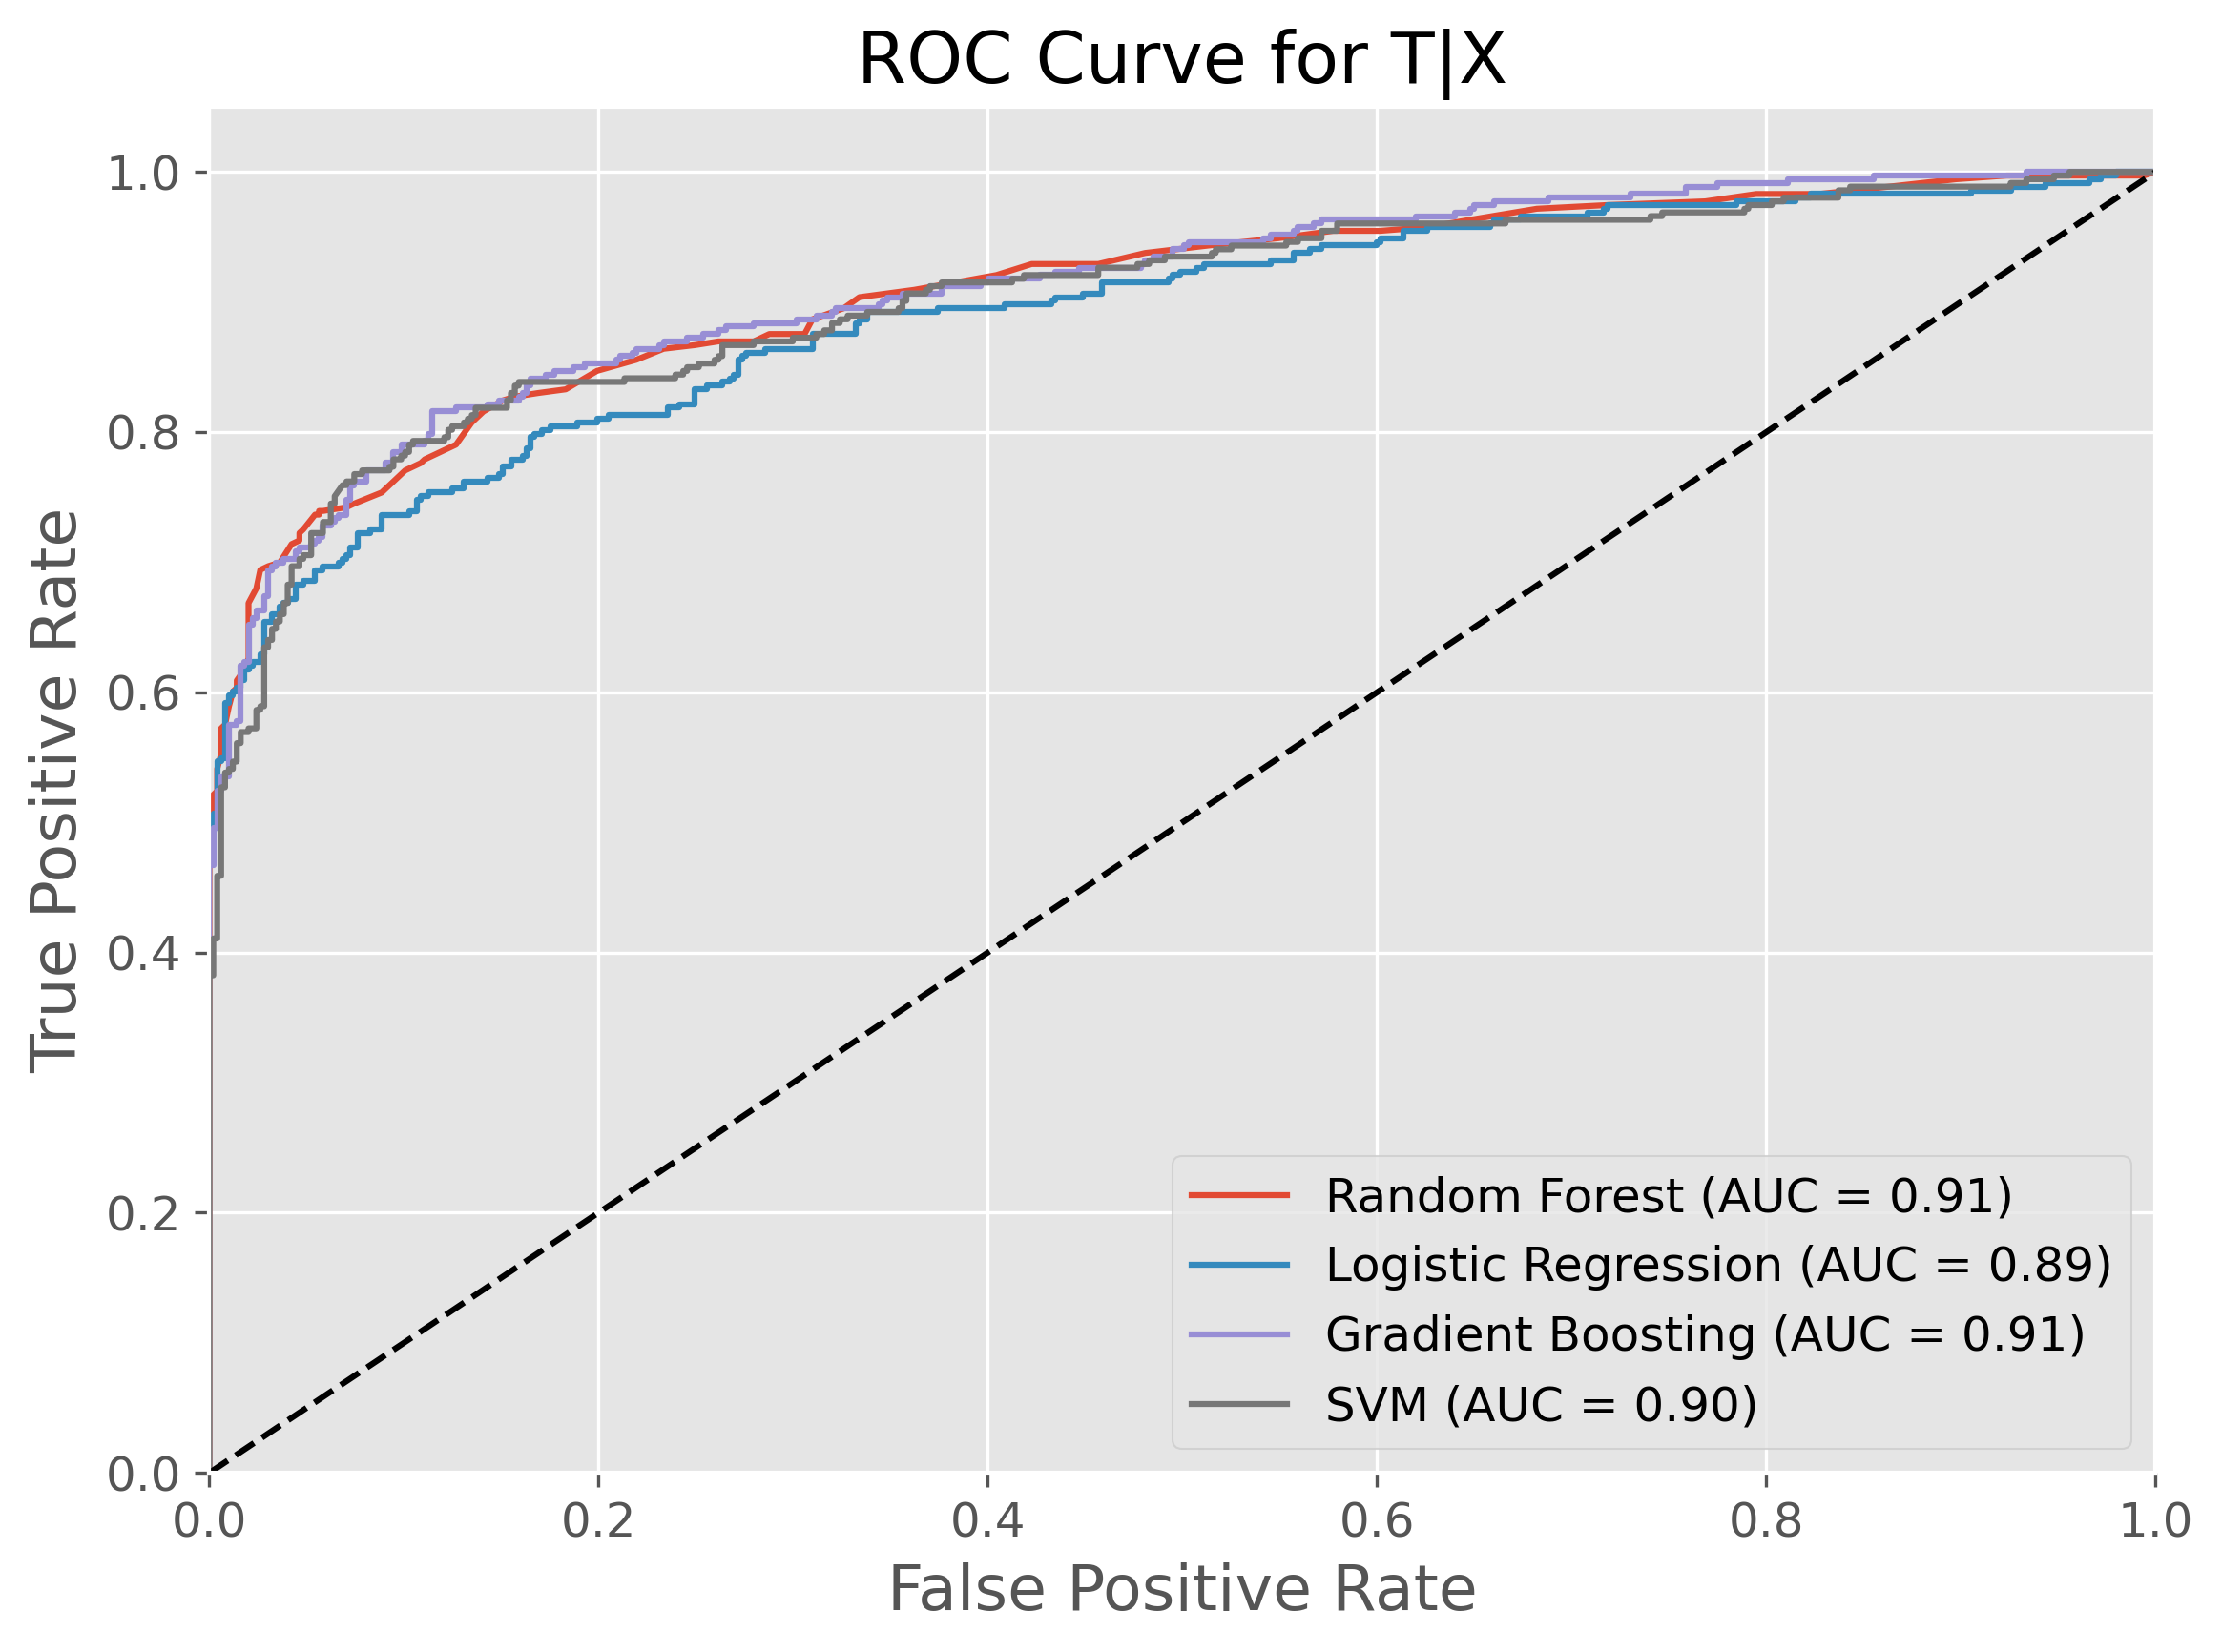 ROC Curve for T|X
True Positive Rate
1.0
0.8
0.6
0.4
0.2
0.0
Random Forest (AUC = 0.91)
Logistic Regression (AUC = 0.89)
Gradient Boosting (AUC = 0.91)
SVM (AUC = 0.90)
0.0 0.2 0.4 0.6 0.8 1.0
False Positive Rate